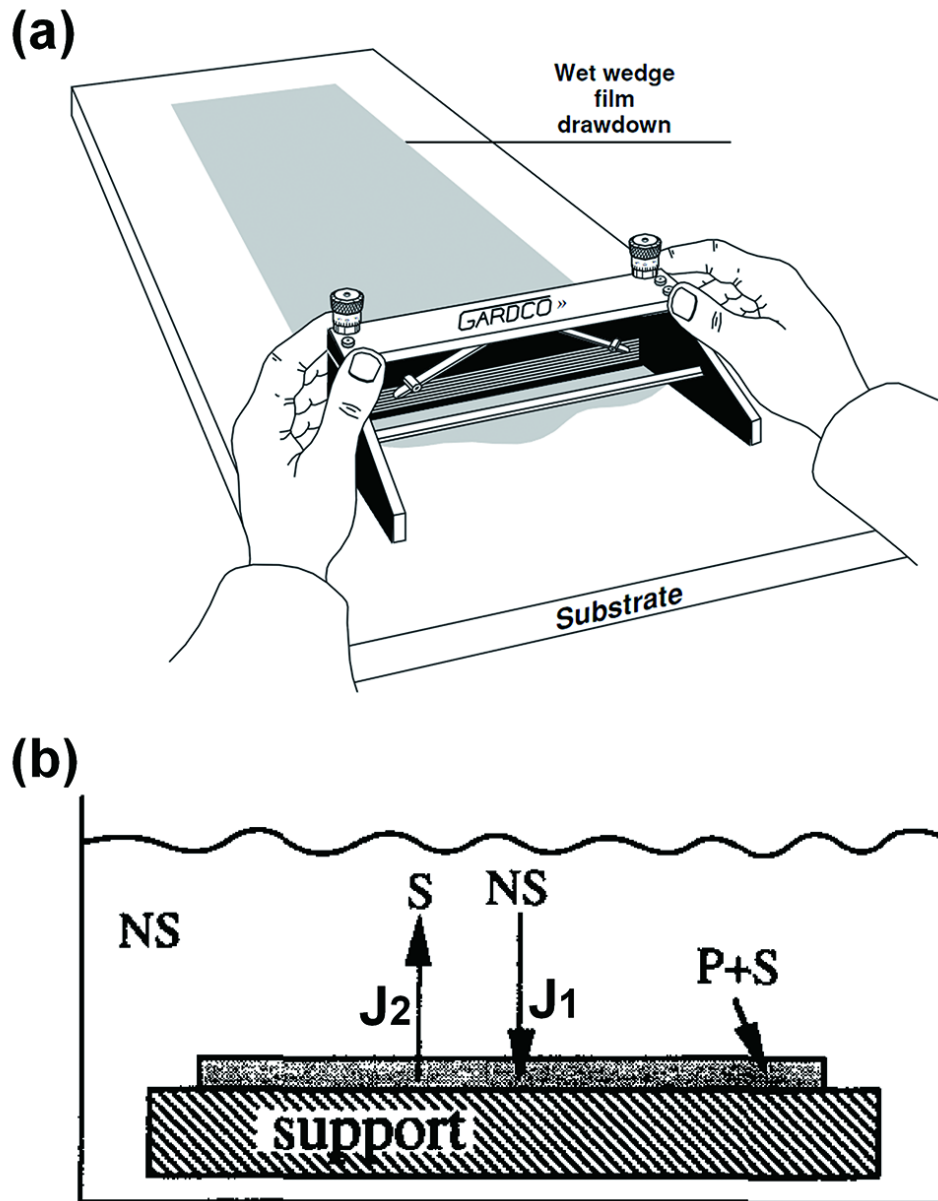 (a)
Wet wedge
film
drawdown
GARDCO »
Substrate
(b)
S NS
NS
P+S
J2 J1
support